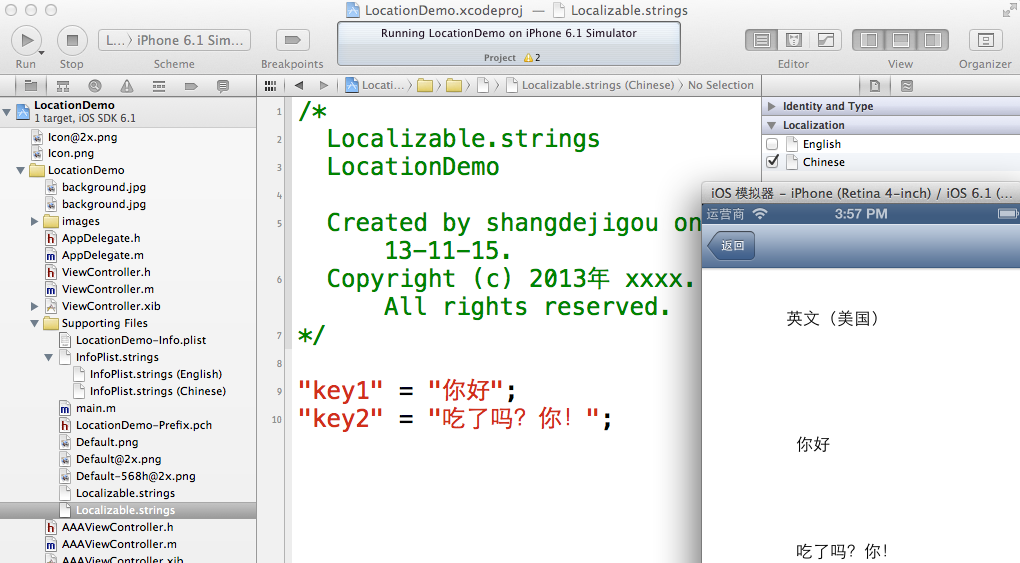 LocationDemo.xcodeproj — Localizable.strings
Run
Stop
L... iPhone 6.1 Sim...
Scheme
Breakpoints
Running LocationDemo on iPhone 6.1 Simulator
Project 2
Editor
View
Organizer
LocationDemo
1 target, iOS SDK 6.1
Icon@2x.png
Icon.png
LocationDemo
background.jpg
background.jpg
images
AppDelegate.h
AppDelegate.m
ViewController.h
ViewController.m
ViewController.xib
Supporting Files
LocationDemo-Info.plist
InfoPlist.strings
InfoPlist.strings (English)
InfoPlist.strings (Chinese)
main.m
LocationDemo-Prefix.pch
Default.png
Default@2x.png
Default-568h@2x.png
Localizable.strings
Localizable.strings
AAAViewController.h
AAAViewController.m
AAAViewController.xib
Locati... Localizable.strings (Chinese) No Selection
1 /*
2 Localizable.strings
3 LocationDemo
4
5 Created by shangdejigou on
13-11-15.
6 Copyright (c) 2013年 xxxx.
All rights reserved.
7 */
8
9 "key1" = "你好";
10 "key2" = "吃了吗？你！";
Identity and Type
Localization
English
Chinese
iOS 模拟器 - iPhone (Retina 4-inch) / iOS 6.1 (...
运营商 3:57 PM
返回
英文（美国）
你好
吃了吗？你！